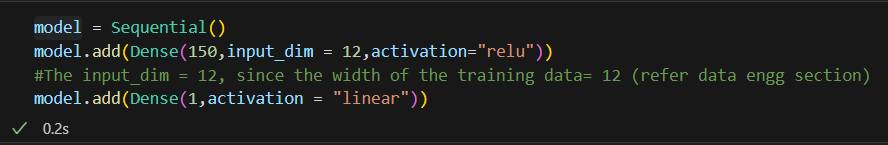 model = Sequential()
model.add(Dense(150,input_dim = 12,activation="relu"))
#The input_dim = 12, since the width of the training data= 12 (refer data engg section)
model.add(Dense(1,activation = "linear"))
✓ 0.2s